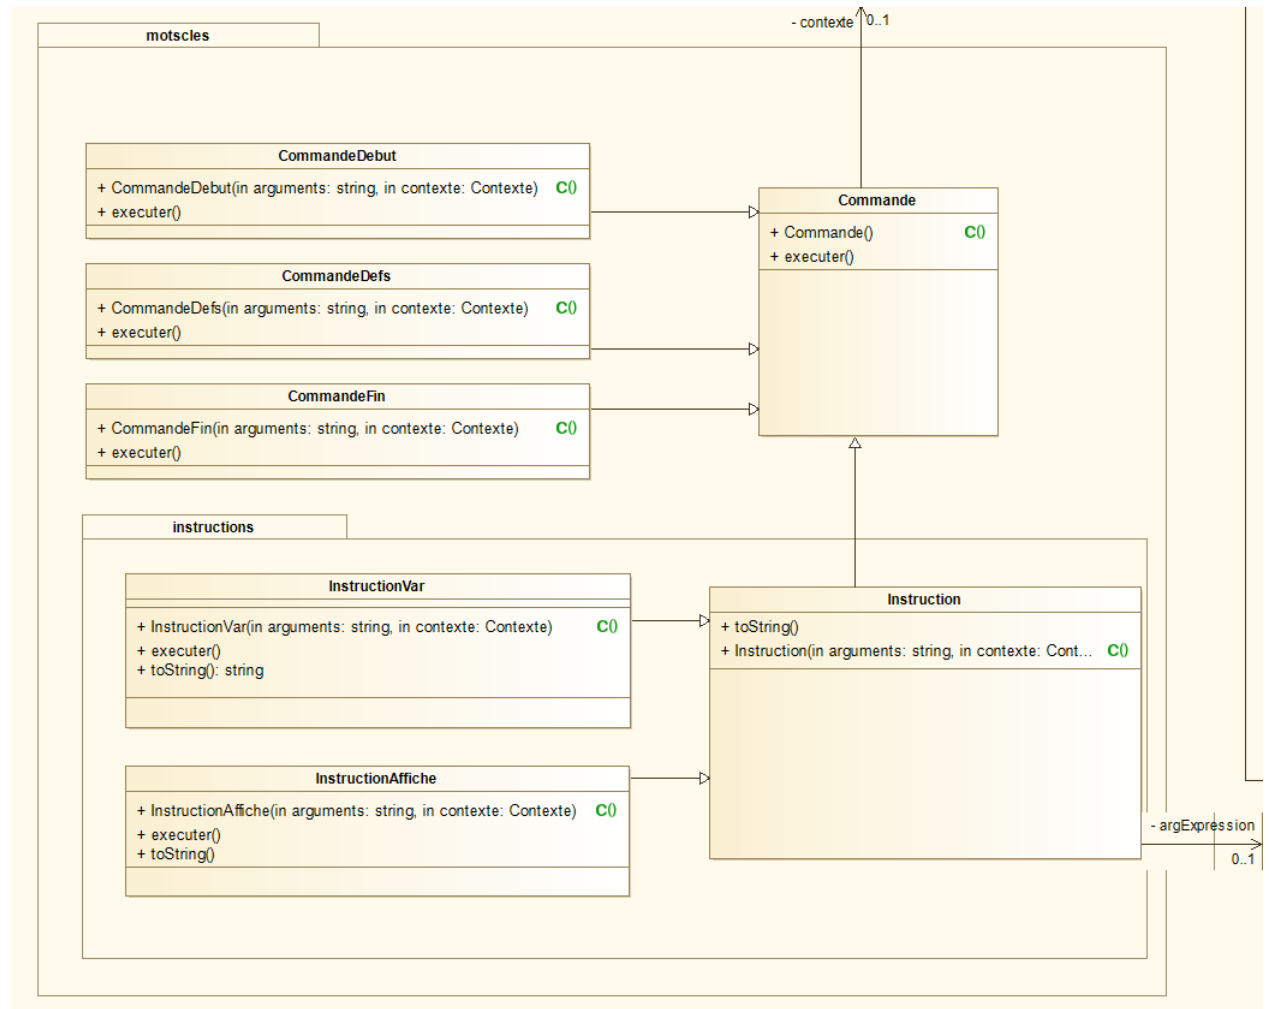 - contexte 0..1
motscles
CommandeDebut
+ CommandeDebut(in arguments: string, in contexte: Contexte) C()
+ executer()
Commande
+ Commande() C()
+ executer()
CommandeDefs
+ CommandeDefs(in arguments: string, in contexte: Contexte) C()
+ executer()
CommandeFin
+ CommandeFin(in arguments: string, in contexte: Contexte) C()
+ executer()
instructions
InstructionVar
+ InstructionVar(in arguments: string, in contexte: Contexte) C()
+ executer()
+ toString(): string
Instruction
+ toString()
+ Instruction(in arguments: string, in contexte: Cont... C()
InstructionAffiche
+ InstructionAffiche(in arguments: string, in contexte: Contexte) C()
+ executer()
+ toString()
- argExpression
0..1